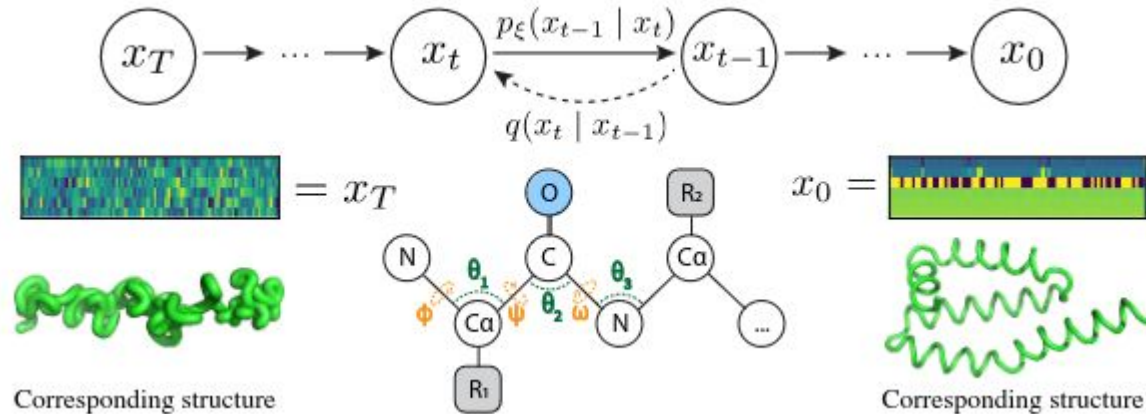 x_T ... x_t p_ξ(x_{t−1} | x_t) x_{t−1} ... x_0
q(x_t | x_{t−1})
= x_T
x_0 =
O R₂
N C Cα
θ₁ θ₃
ϕ ψ θ₂ ω
Cα N ...
R₁
Corresponding structure
Corresponding structure